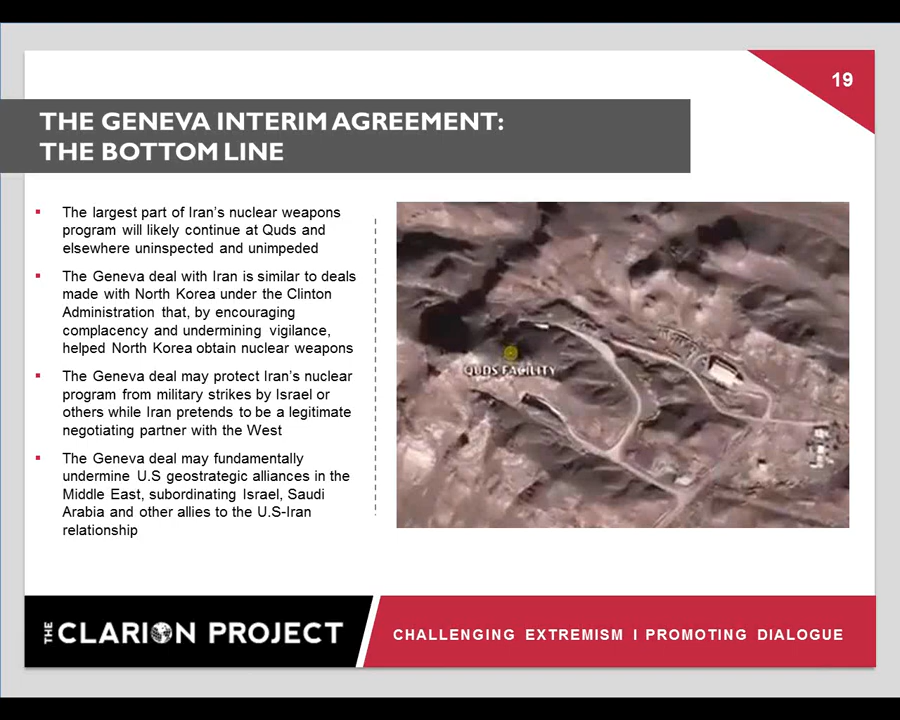 19
THE GENEVA INTERIM AGREEMENT:
THE BOTTOM LINE
The largest part of Iran's nuclear weapons
program will likely continue at Quds and
elsewhere uninspected and unimpeded
The Geneva deal with Iran is similar to deals
made with North Korea under the Clinton
Administration that, by encouraging
complacency and undermining vigilance,
helped North Korea obtain nuclear weapons
The Geneva deal may protect Iran's nuclear
program from military strikes by Israel or
others while Iran pretends to be a legitimate
negotiating partner with the West
The Geneva deal may fundamentally
undermine U.S geostrategic alliances in the
Middle East, subordinating Israel, Saudi
Arabia and other allies to the U.S-Iran
relationship
QUDS FACILITY
THE CLARION PROJECT
CHALLENGING EXTREMISM I PROMOTING DIALOGUE